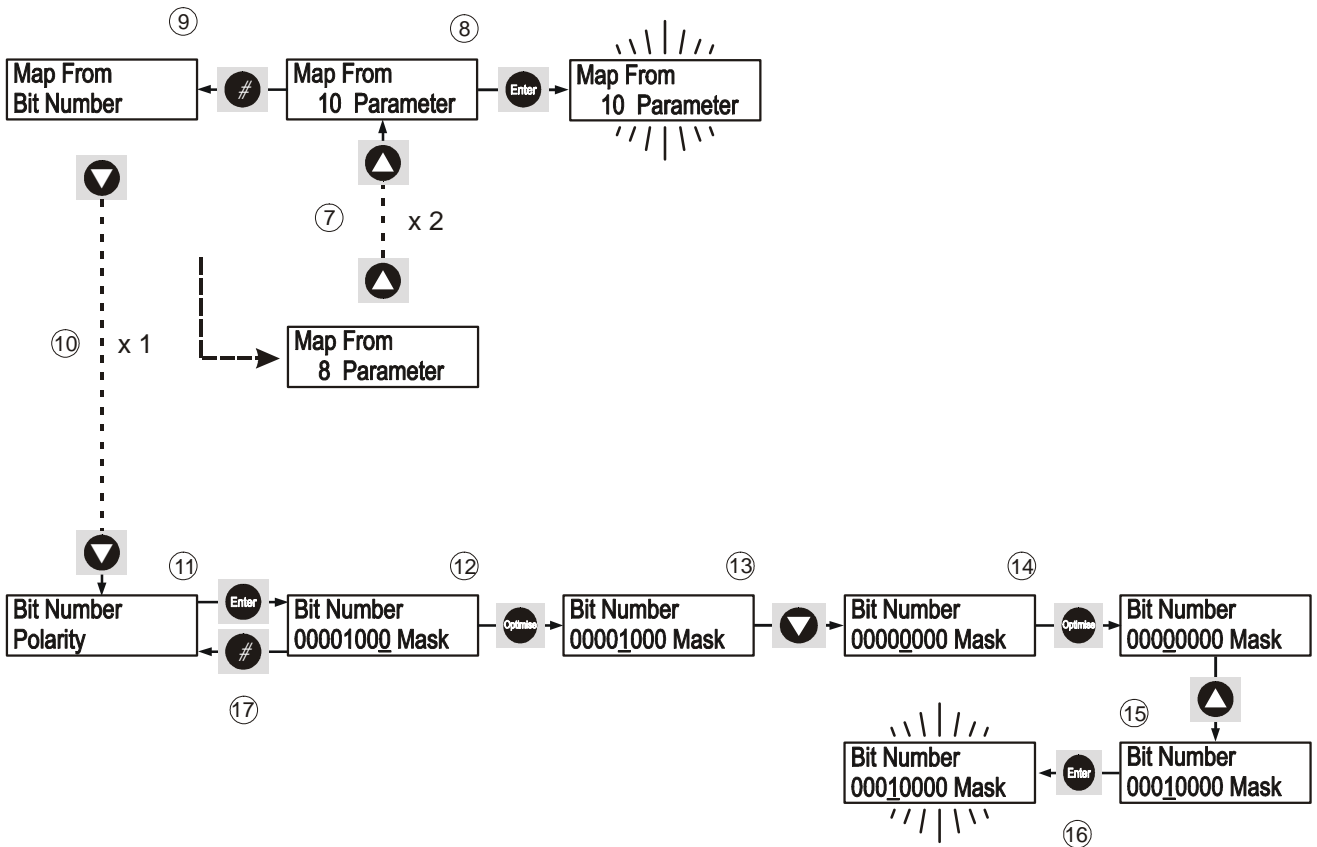 9
8
Map From
Bit Number
#
Map From
10 Parameter
Enter
Map From
10 Parameter
7
x 2
10
x 1
Map From
8 Parameter
11
12
13
14
Bit Number
Polarity
Enter
#
Bit Number
00001000 Mask
Optimise
Bit Number
00001000 Mask
Bit Number
00000000 Mask
Optimise
Bit Number
00000000 Mask
17
15
Bit Number
00010000 Mask
Enter
Bit Number
00010000 Mask
16